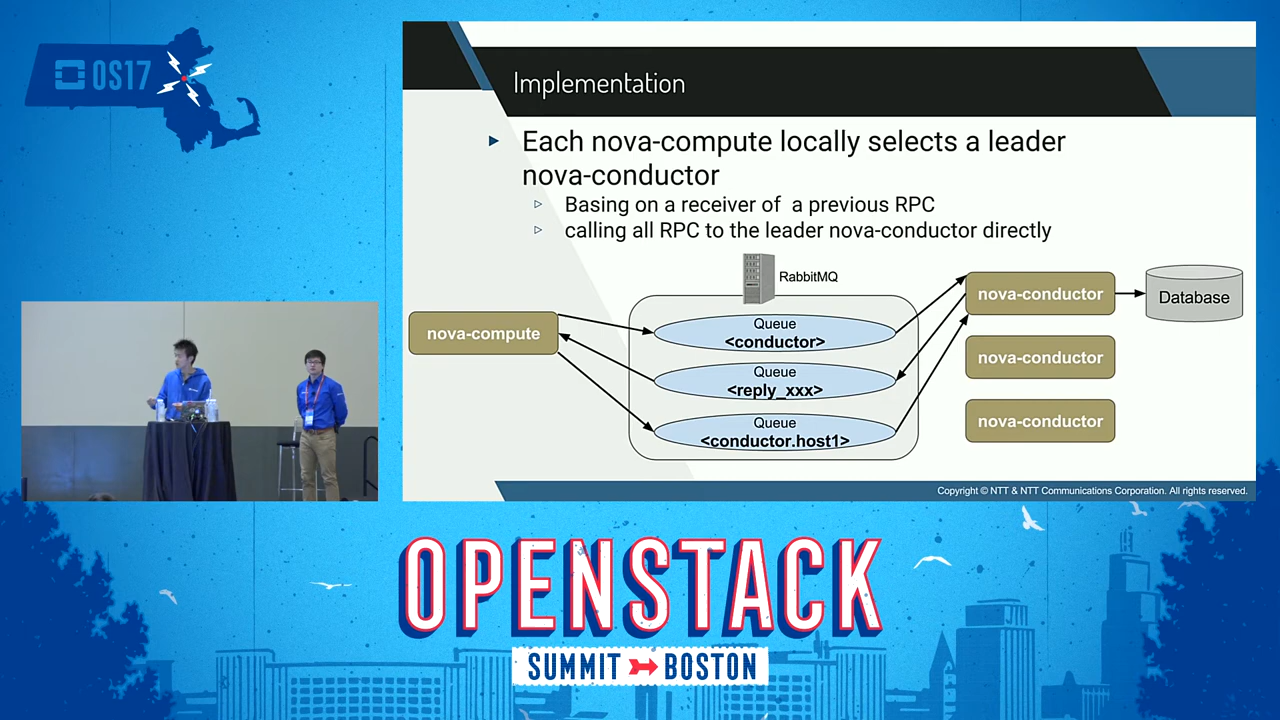 OS17
Implementation
Each nova-compute locally selects a leader
nova-conductor
Basing on a receiver of a previous RPC
calling all RPC to the leader nova-conductor directly
RabbitMQ
nova-compute
Queue
<conductor>
Queue
<reply_xxx>
Queue
<conductor.host1>
nova-conductor
nova-conductor
nova-conductor
Database
Copyright © NTT & NTT Communications Corporation. All rights reserved.
OPENSTACK
SUMMIT BOSTON